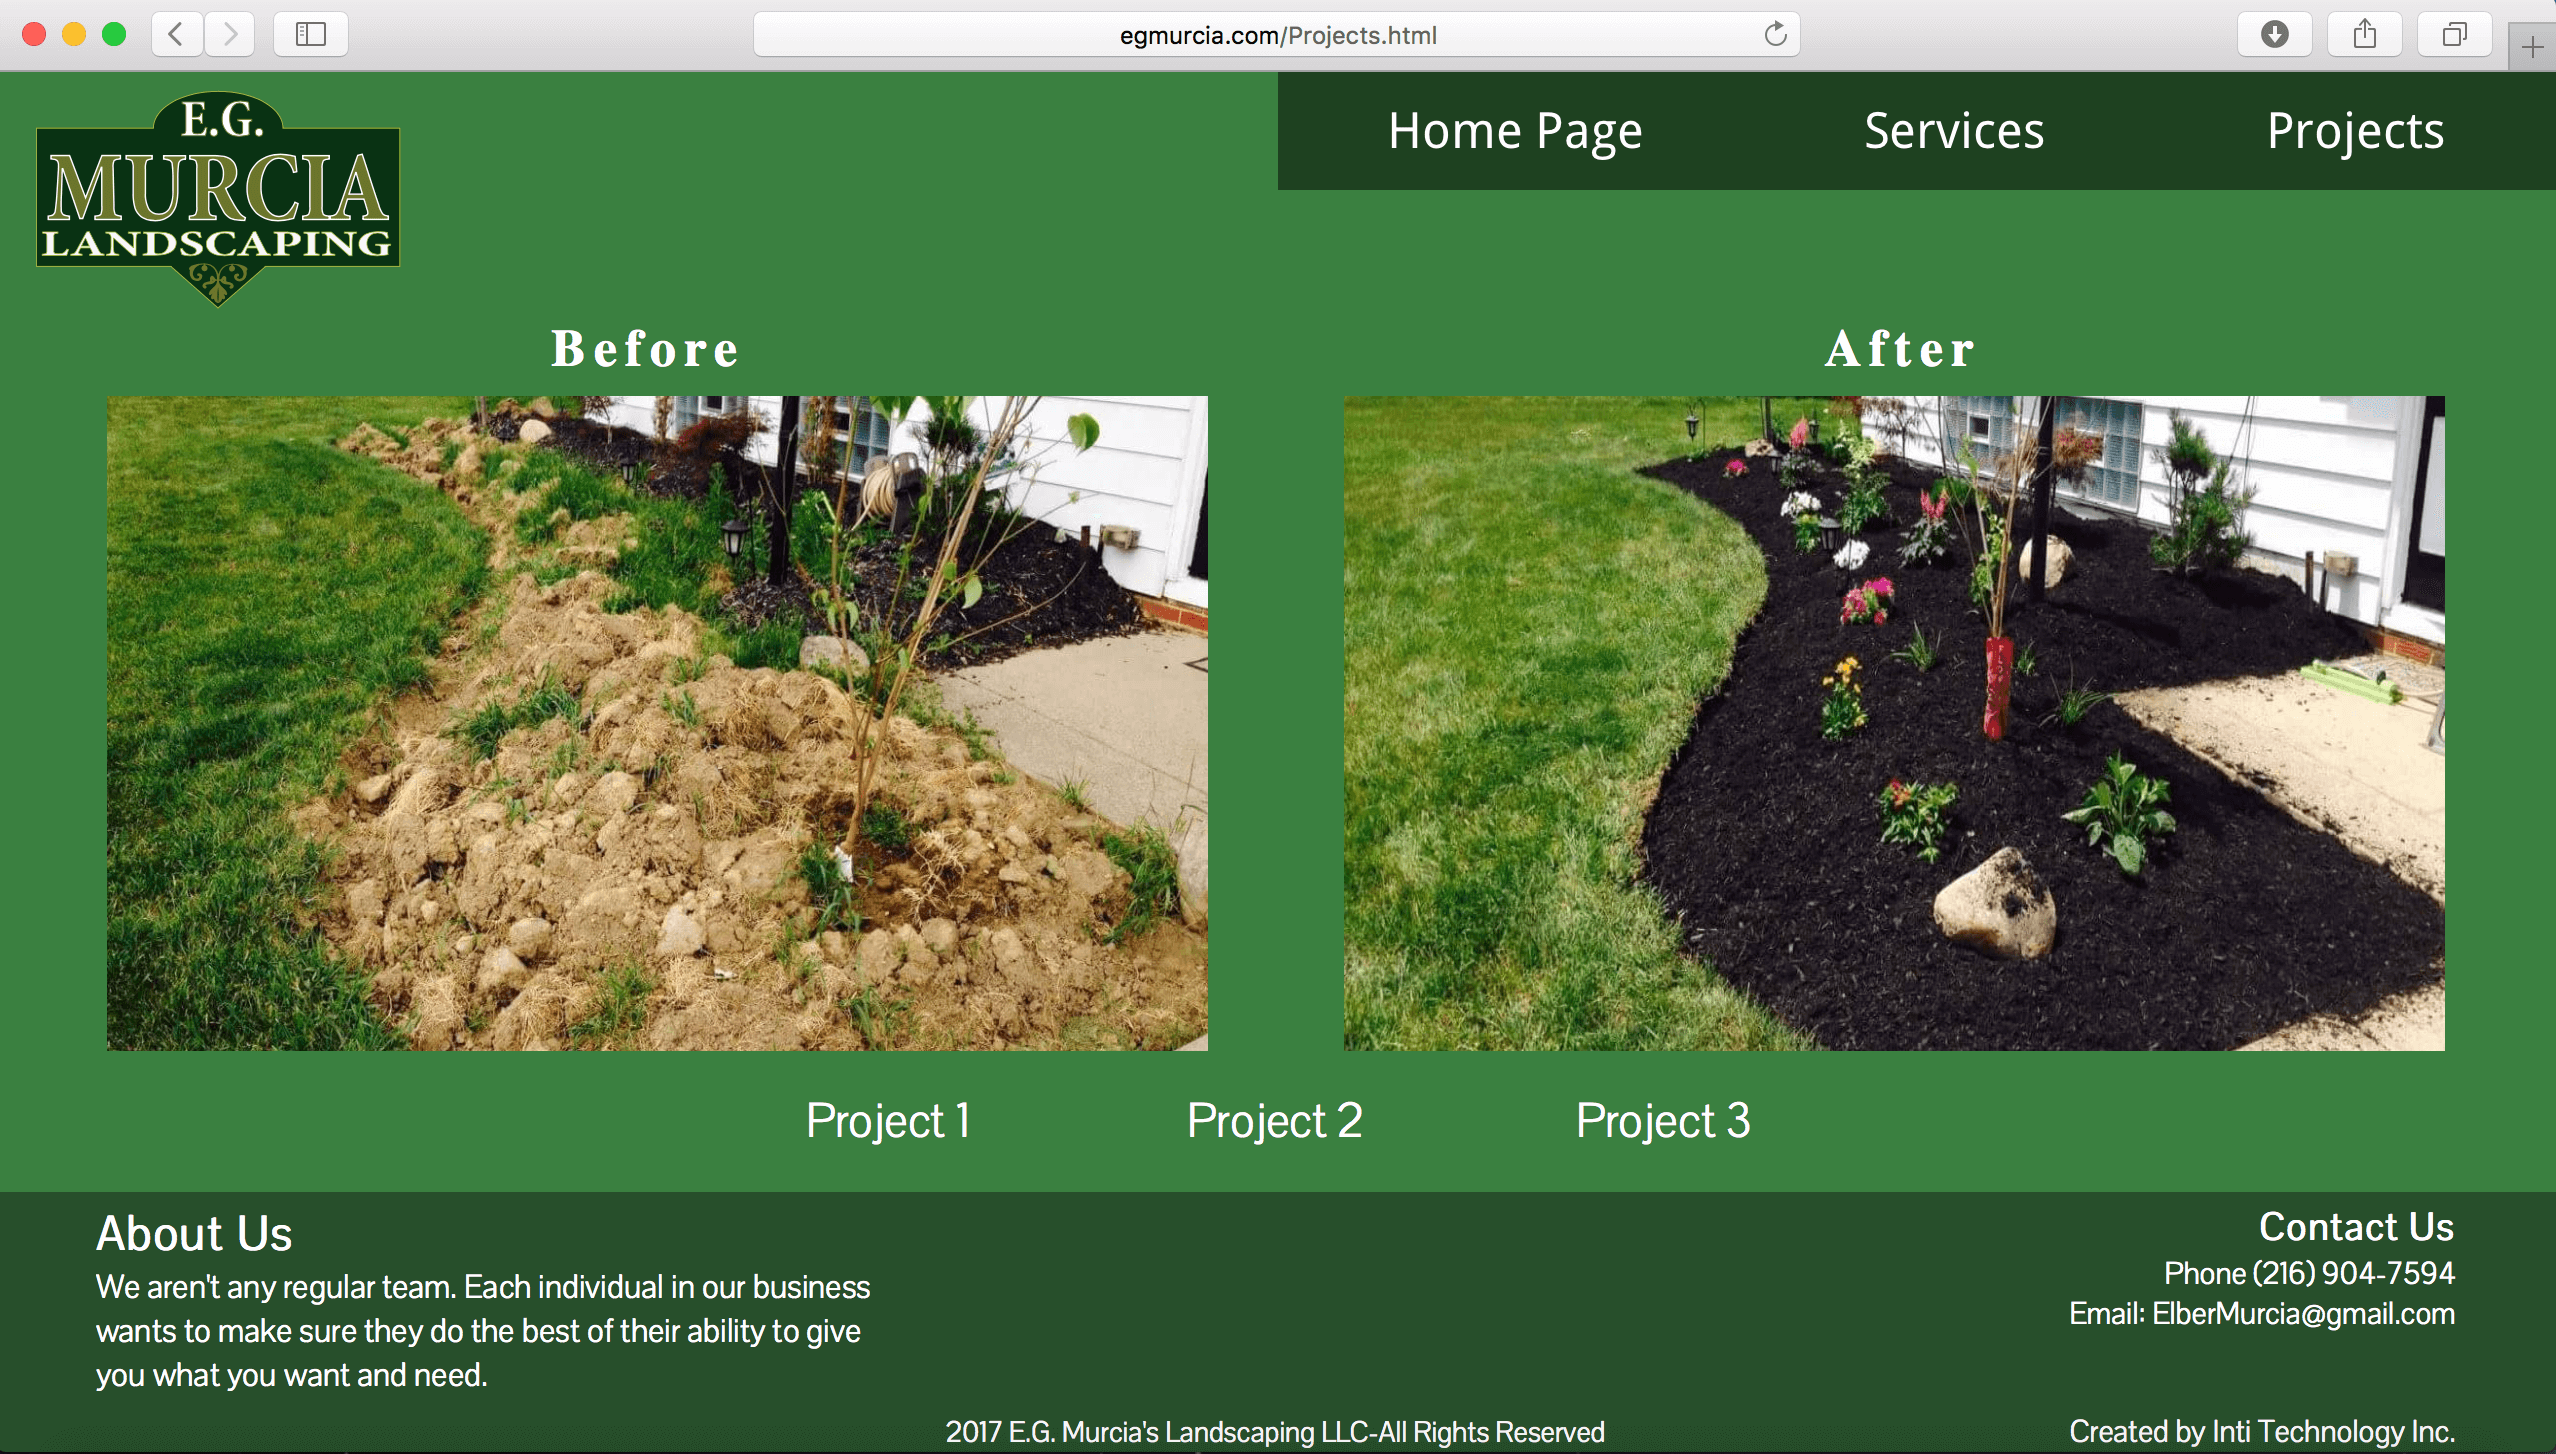 egmurcia.com/Projects.html
E.G.
MURCIA
LANDSCAPING
Home Page
Services
Projects
Before
After
Project 1
Project 2
Project 3
About Us
We aren't any regular team. Each individual in our business
wants to make sure they do the best of their ability to give
you what you want and need.
Contact Us
Phone (216) 904-7594
Email: ElberMurcia@gmail.com
2017 E.G. Murcia's Landscaping LLC-All Rights Reserved
Created by Inti Technology Inc.